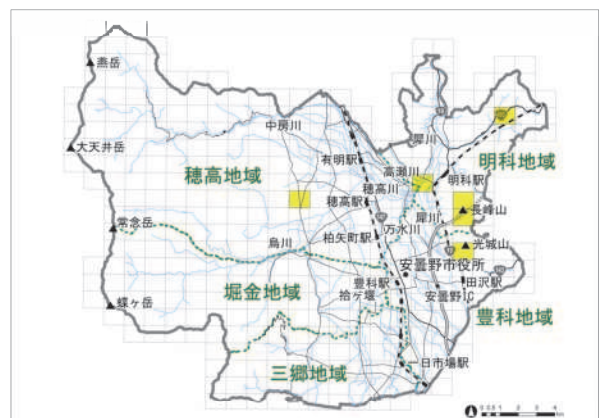 燕岳
中房川
犀川
大天井岳
有明駅
高瀬川
明科地域
穂高地域
穂高川
明科駅
穂高駅
犀川
長峰山
常念岳
万水川
柏矢町駅
光城山
烏川
安曇野市役所
豊科駅
田沢駅
堀金地域
拾ケ堰
安曇野IC
蝶ヶ岳
豊科地域
一日市場駅
三郷地域